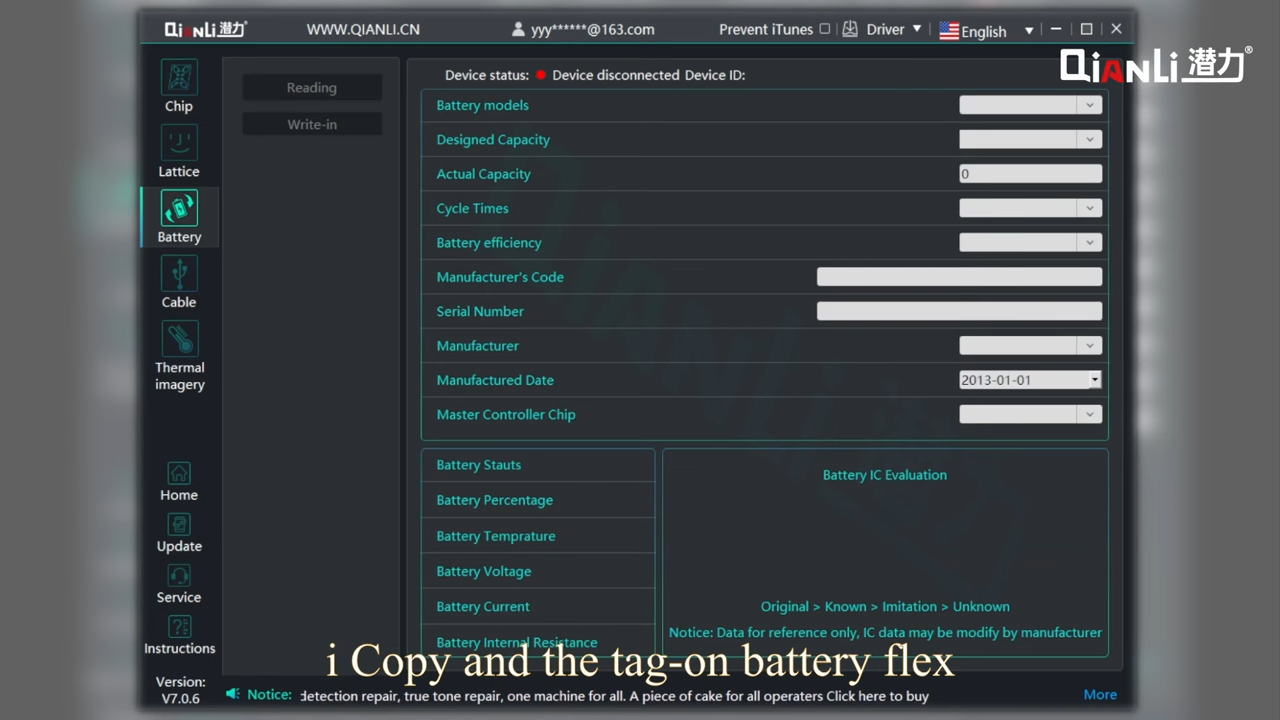 QIANLI 潜力 WWW.QIANLI.CN yyy******@163.com Prevent iTunes Driver English
QIANLI 潜力®
Chip
Lattice
Battery
Cable
Thermal
imagery
Home
Update
Service
Instructions
Version:
V7.0.6
Reading
Write-in
Device status: Device disconnected Device ID:
Battery models
Designed Capacity
Actual Capacity 0
Cycle Times
Battery efficiency
Manufacturer's Code
Serial Number
Manufacturer
Manufactured Date 2013-01-01
Master Controller Chip
Battery Stauts
Battery Percentage
Battery Temprature
Battery Voltage
Battery Current
Battery Internal Resistance
Battery IC Evaluation
Original > Known > Imitation > Unknown
Notice: Data for reference only, IC data may be modify by manufacturer
i Copy and the tag-on battery flex
Notice: detection repair, true tone repair, one machine for all. A piece of cake for all operaters Click here to buy More